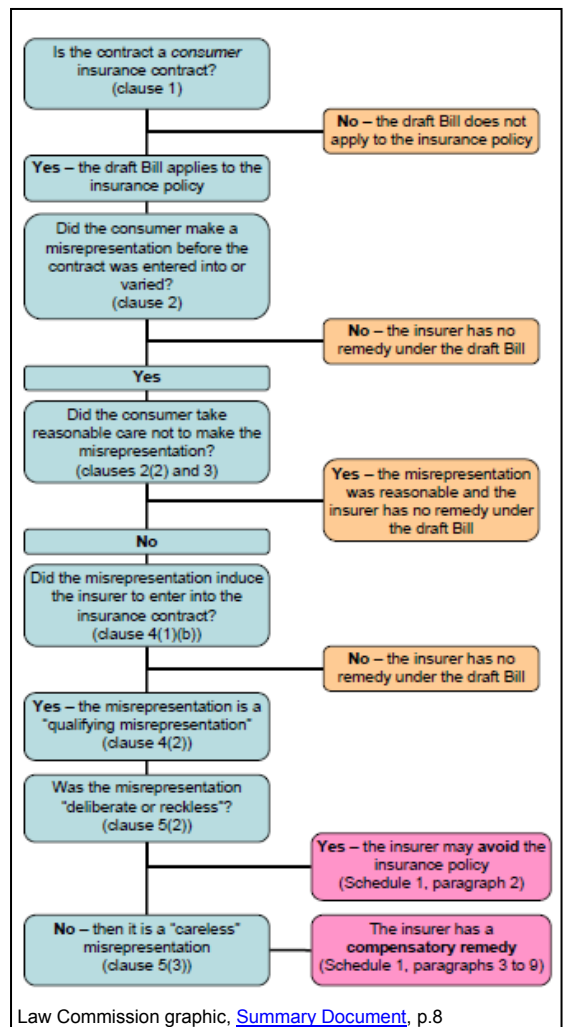 Is the contract a consumer
insurance contract?
(clause 1)
No – the draft Bill does not
apply to the insurance policy
Yes – the draft Bill applies to the
insurance policy
Did the consumer make a
misrepresentation before the
contract was entered into or
varied?
(clause 2)
No – the insurer has no
remedy under the draft Bill
Yes
Did the consumer take
reasonable care not to make the
misrepresentation?
(clauses 2(2) and 3)
Yes – the misrepresentation
was reasonable and the
insurer has no remedy under
the draft Bill
No
Did the misrepresentation induce
the insurer to enter into the
insurance contract?
(clause 4(1)(b))
No – the insurer has no
remedy under the draft Bill
Yes – the misrepresentation is a
"qualifying misrepresentation"
(clause 4(2))
Was the misrepresentation
"deliberate or reckless"?
(clause 5(2))
Yes – the insurer may avoid the
insurance policy
(Schedule 1, paragraph 2)
No – then it is a "careless"
misrepresentation
(clause 5(3))
The insurer has a
compensatory remedy
(Schedule 1, paragraphs 3 to 9)
Law Commission graphic, Summary Document, p.8